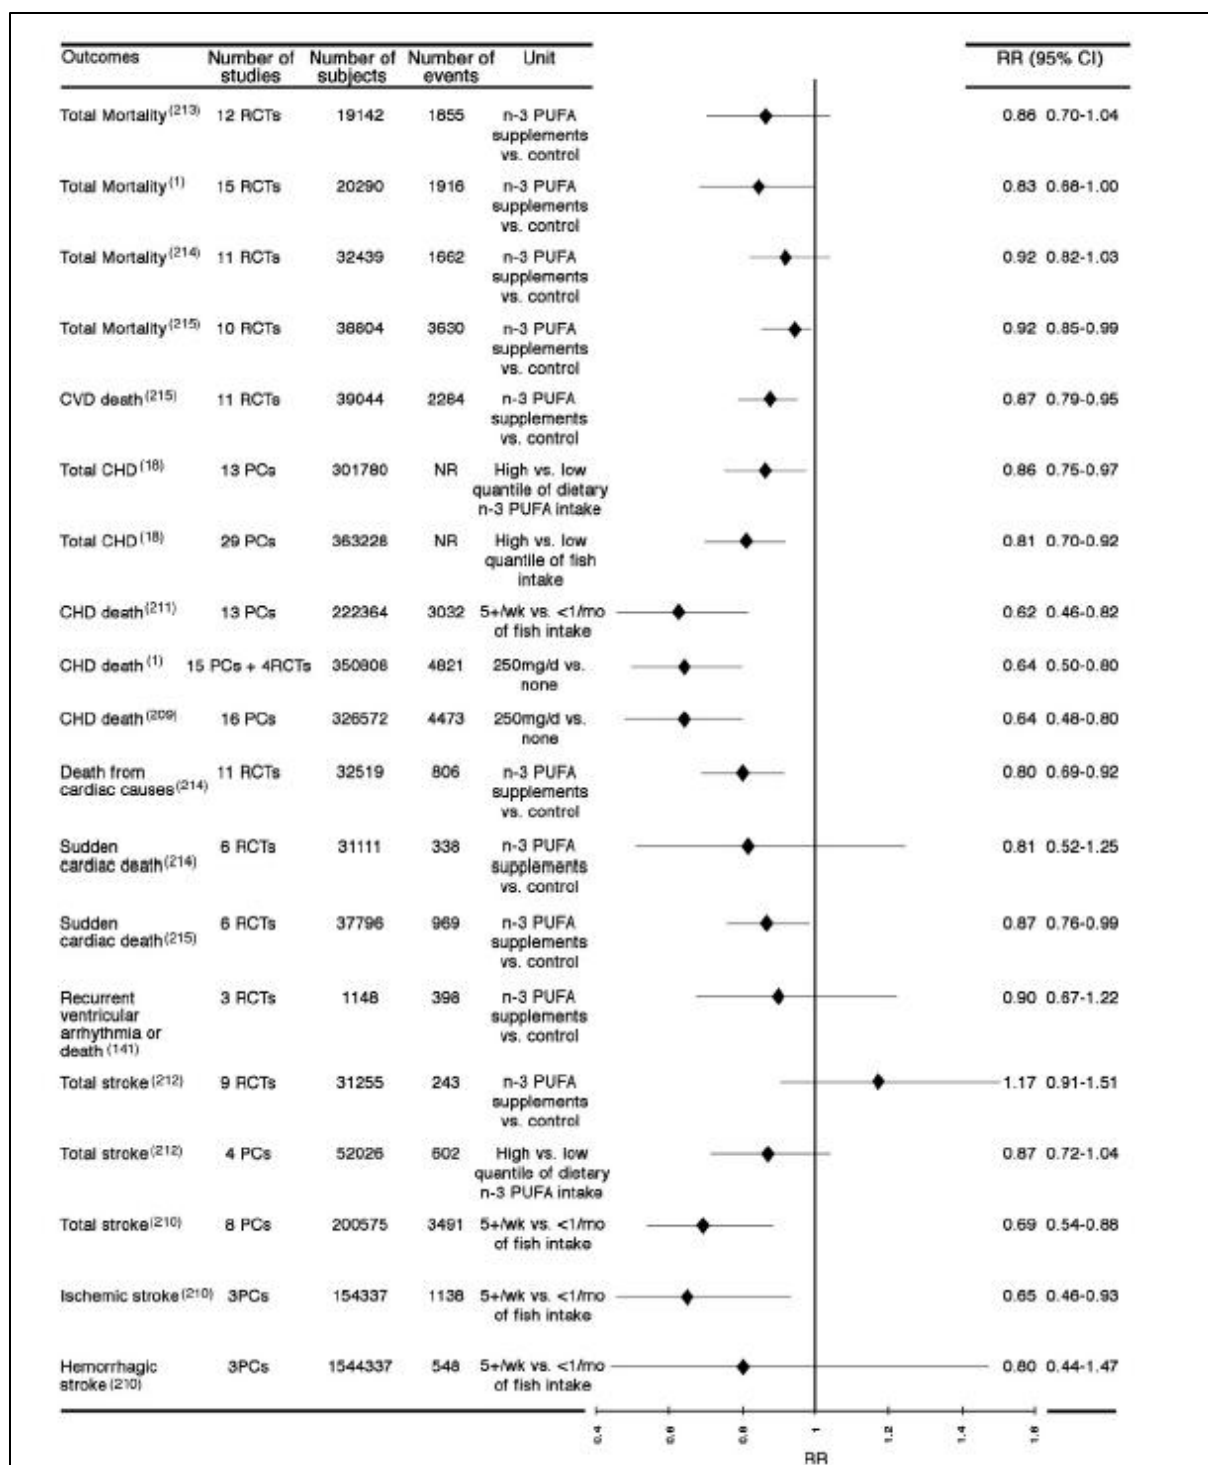 Outcomes Number of studies Number of subjects Number of events Unit RR (95% CI)
Total Mortality (213) 12 RCTs 19142 1855 n-3 PUFA 0.86 0.70-1.04
supplements
vs. control
Total Mortality (1) 15 RCTs 20290 1916 n-3 PUFA 0.83 0.68-1.00
supplements
vs. control
Total Mortality (214) 11 RCTs 32439 1662 n-3 PUFA 0.92 0.82-1.03
supplements
vs. control
Total Mortality (215) 10 RCTs 38804 3630 n-3 PUFA 0.92 0.85-0.99
supplements
vs. control
CVD death (215) 11 RCTs 39044 2284 n-3 PUFA 0.87 0.79-0.95
supplements
vs. control
Total CHD (18) 13 PCs 301780 NR High vs. low 0.86 0.75-0.97
quantile of dietary
n-3 PUFA intake
Total CHD (18) 29 PCs 363228 NR High vs. low 0.81 0.70-0.92
quantile of fish
intake
CHD death (211) 13 PCs 222364 3032 5+/wk vs. <1/mo 0.62 0.46-0.82
of fish intake
CHD death (1) 15 PCs + 4RCTs 350808 4821 250mg/d vs. 0.64 0.50-0.80
none
CHD death (209) 16 PCs 326572 4473 250mg/d vs. 0.64 0.48-0.80
none
Death from 11 RCTs 32519 806 n-3 PUFA 0.80 0.69-0.92
cardiac causes (214) supplements
vs. control
Sudden 6 RCTs 31111 338 n-3 PUFA 0.81 0.52-1.25
cardiac death (214) supplements
vs. control
Sudden 6 RCTs 37796 969 n-3 PUFA 0.87 0.76-0.99
cardiac death (215) supplements
vs. control
Recurrent 3 RCTs 1148 398 n-3 PUFA 0.90 0.67-1.22
ventricular supplements
arrhythmia or vs. control
death (141)
Total stroke (212) 9 RCTs 31255 243 n-3 PUFA 1.17 0.91-1.51
supplements
vs. control
Total stroke (212) 4 PCs 52026 602 High vs. low 0.87 0.72-1.04
quantile of dietary
n-3 PUFA intake
Total stroke (210) 8 PCs 200575 3491 5+/wk vs. <1/mo 0.69 0.54-0.88
of fish intake
Ischemic stroke (210) 3PCs 154337 1138 5+/wk vs. <1/mo 0.65 0.46-0.93
of fish intake
Hemorrhagic 3PCs 1544337 548 5+/wk vs. <1/mo 0.80 0.44-1.47
stroke (210) of fish intake
0.4 0.6 0.8 1 1.2 1.4 1.6
RR